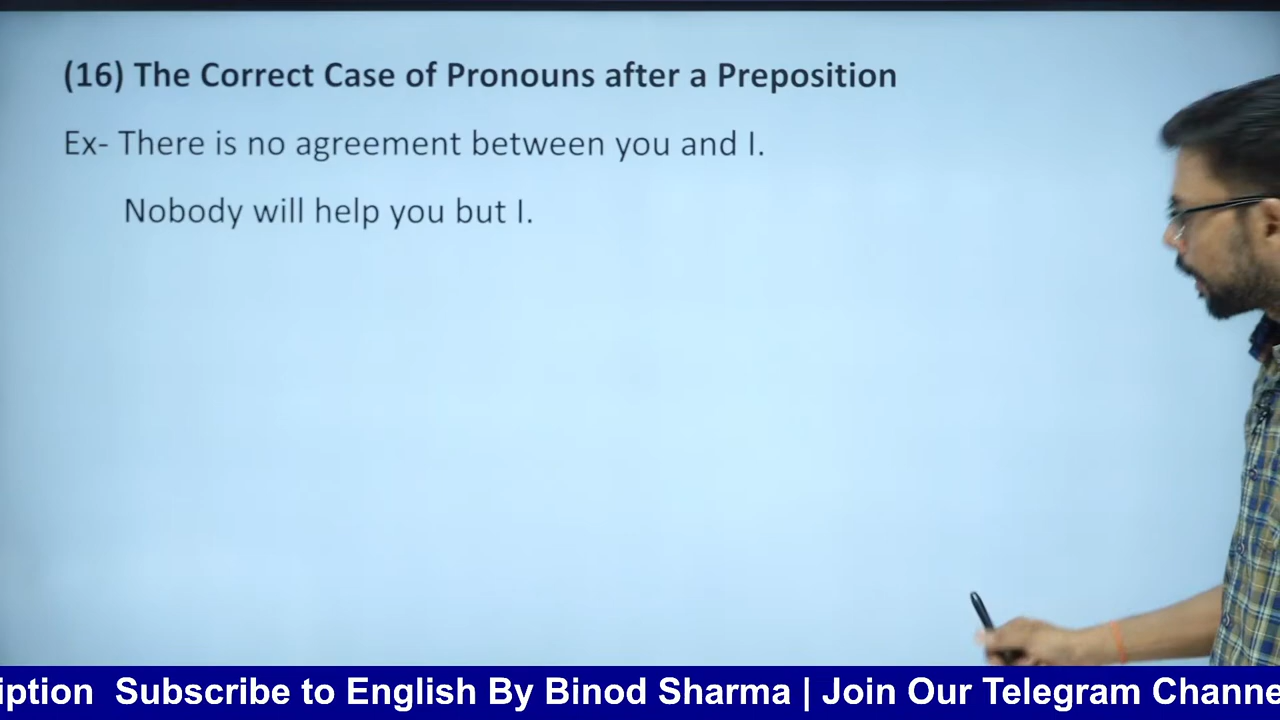 (16) The Correct Case of Pronouns after a Preposition
Ex- There is no agreement between you and I.
Nobody will help you but I.
iption Subscribe to English By Binod Sharma | Join Our Telegram Channe